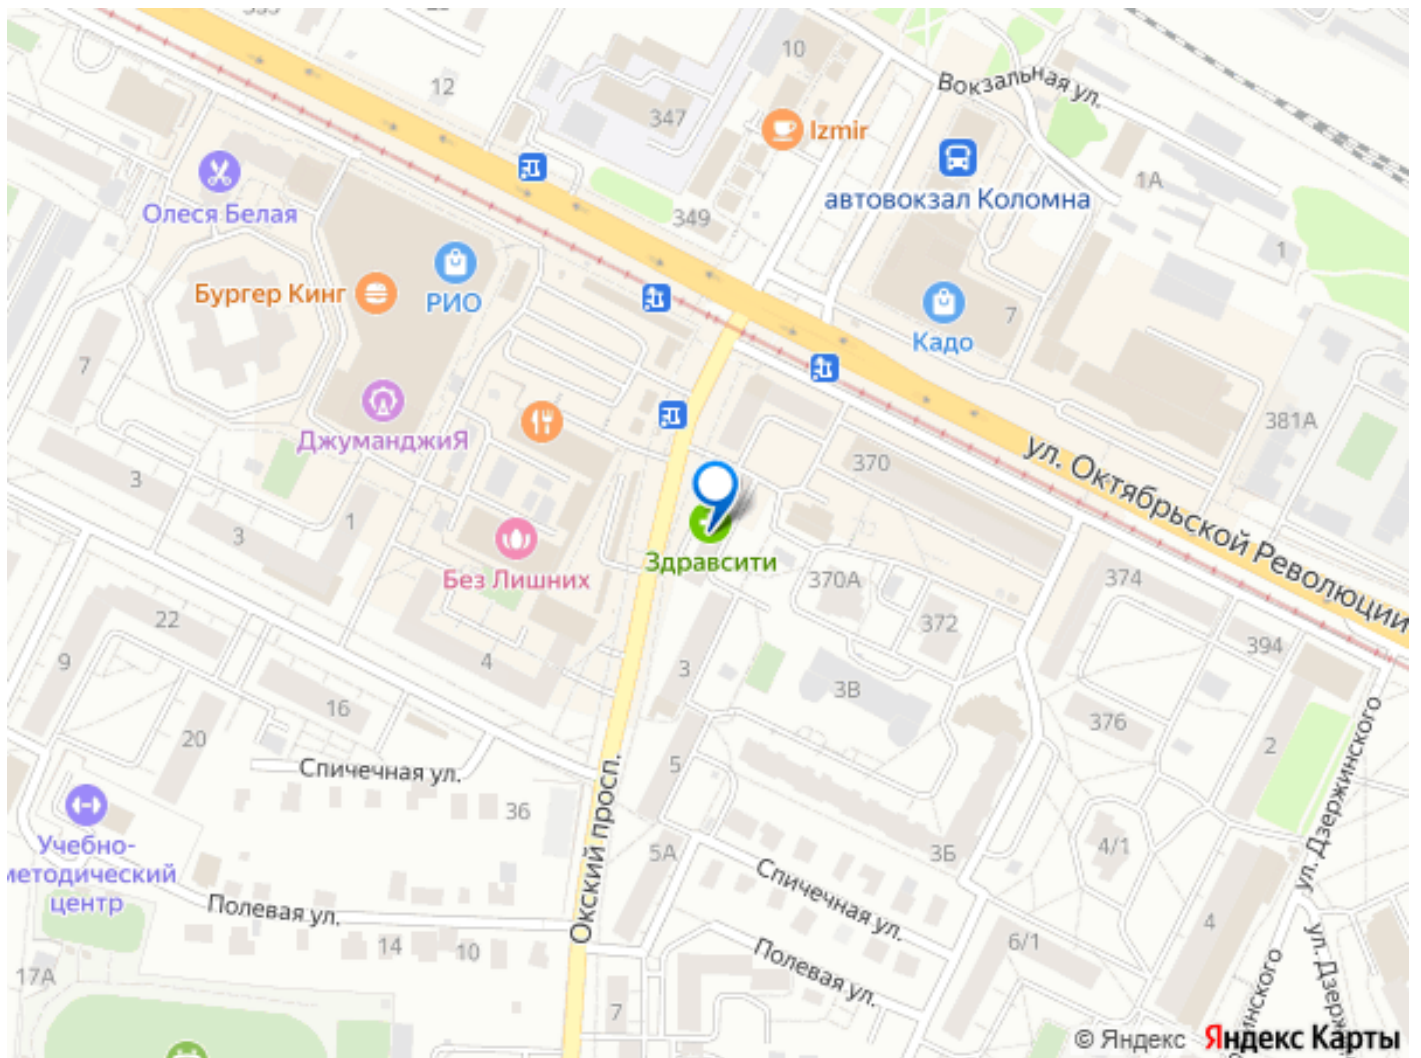 12
10
347
Izmir
Вокзальная ул.
1А
автовокзал Коломна
349
1
Олеся Белая
Бургер Кинг
РИО
7
Кадо
7
ДжуманджиЯ
381А
ул. Октябрьской Революции
370
3
3
1
Без Лишних
Здравсити
370А
374
372
394
22
9
4
3
3В
16
376
20
2
Спичечная ул.
5
36
Окский просп.
ул. Дзержинского
Учебно-
методический
центр
5А
3Б
4/1
Спичечная ул.
Полевая ул.
14
10
4
6/1
17А
Полевая ул.
7
© Яндекс
Яндекс Карты